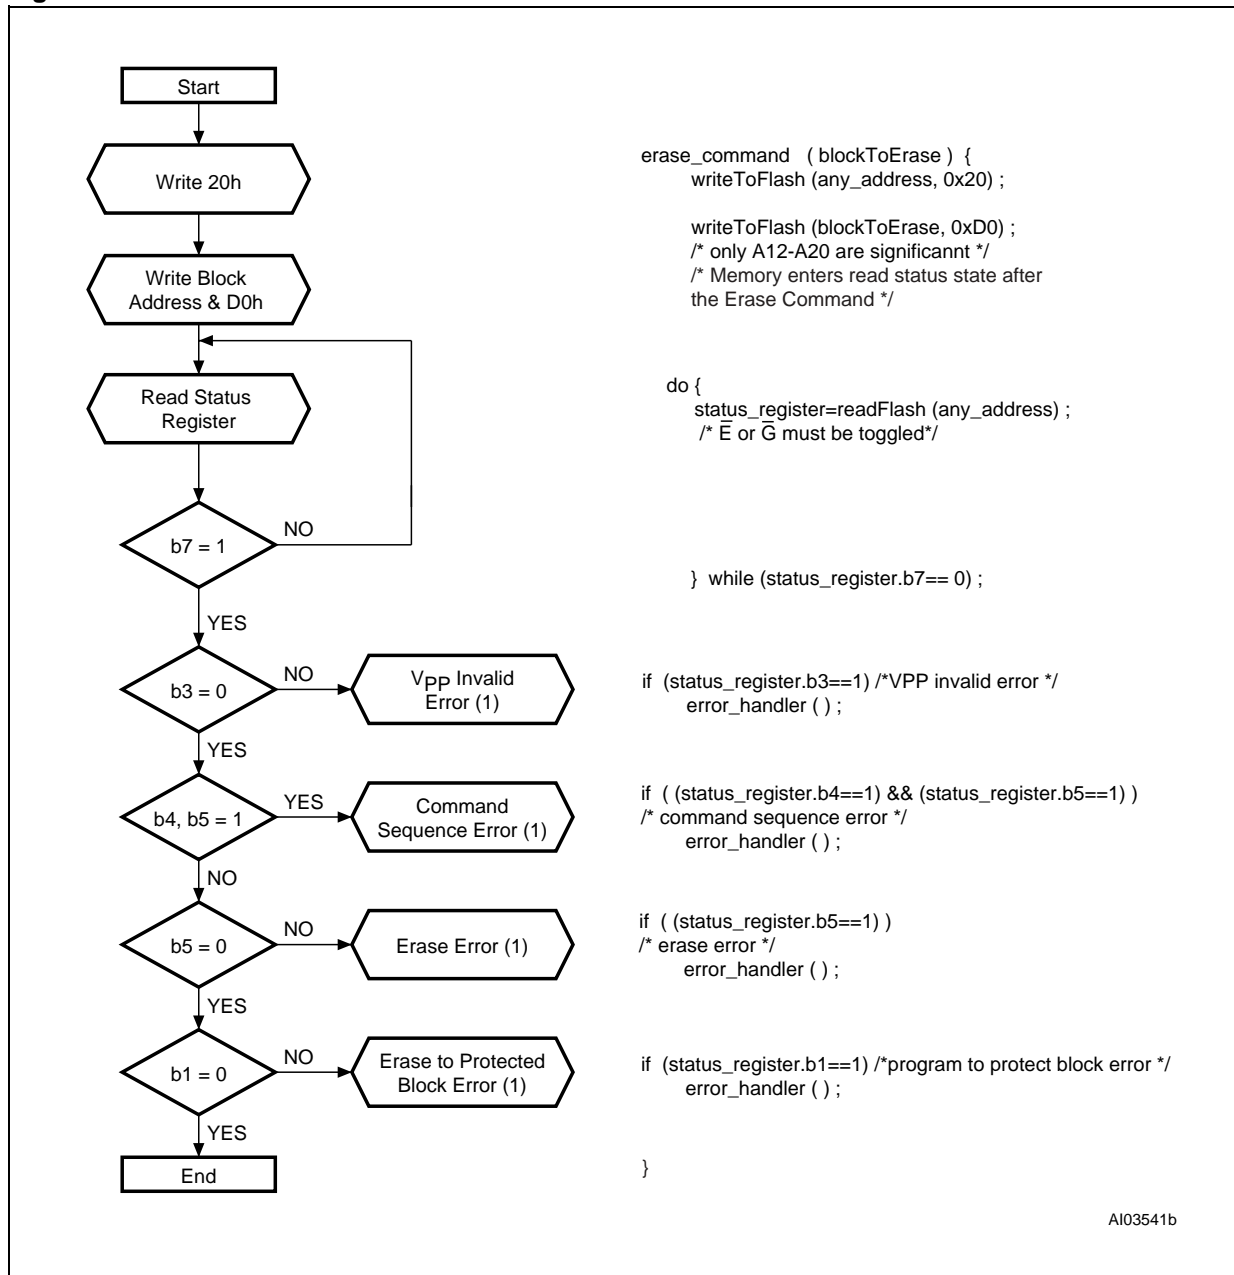 Start
Write 20h
Write Block
Address & D0h
Read Status
Register
b7 = 1
NO
YES
b3 = 0
NO
VPP Invalid
Error (1)
YES
b4, b5 = 1
YES
Command
Sequence Error (1)
NO
b5 = 0
NO
Erase Error (1)
YES
b1 = 0
NO
Erase to Protected
Block Error (1)
YES
End
erase_command ( blockToErase ) {
writeToFlash (any_address, 0x20) ;
writeToFlash (blockToErase, 0xD0) ;
/* only A12-A20 are significannt */
/* Memory enters read status state after
the Erase Command */
do {
status_register=readFlash (any_address) ;
/* E̅ or G̅ must be toggled*/
} while (status_register.b7== 0) ;
if (status_register.b3==1) /*VPP invalid error */
error_handler ( ) ;
if ( (status_register.b4==1) && (status_register.b5==1) )
/* command sequence error */
error_handler ( ) ;
if ( (status_register.b5==1) )
/* erase error */
error_handler ( ) ;
if (status_register.b1==1) /*program to protect block error */
error_handler ( ) ;
}
AI03541b